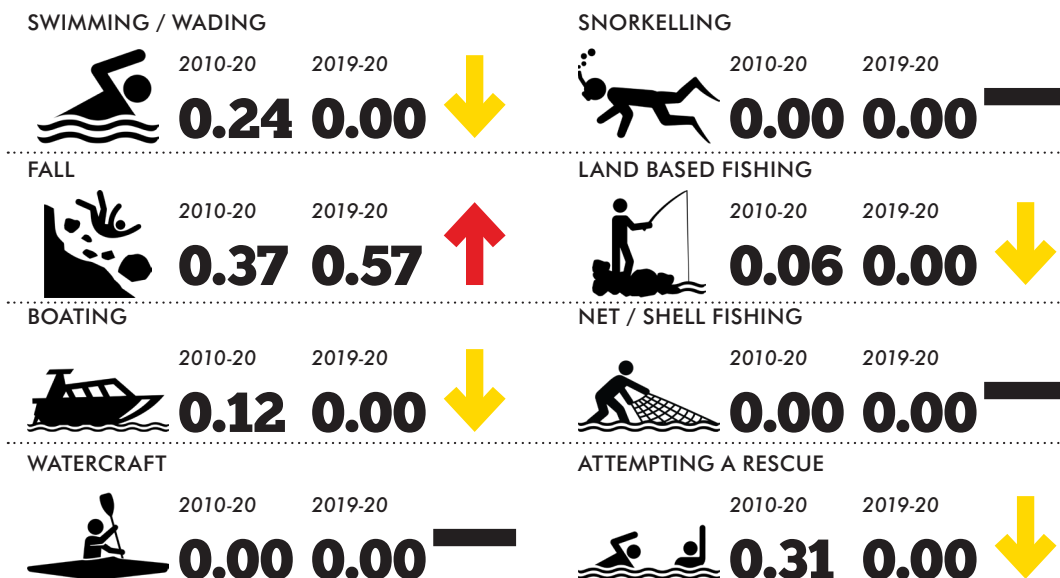 SWIMMING / WADING
2010-20 2019-20
0.24 0.00
SNORKELLING
2010-20 2019-20
0.00 0.00
FALL
2010-20 2019-20
0.37 0.57
LAND BASED FISHING
2010-20 2019-20
0.06 0.00
BOATING
2010-20 2019-20
0.12 0.00
NET / SHELL FISHING
2010-20 2019-20
0.00 0.00
WATERCRAFT
2010-20 2019-20
0.00 0.00
ATTEMPTING A RESCUE
2010-20 2019-20
0.31 0.00